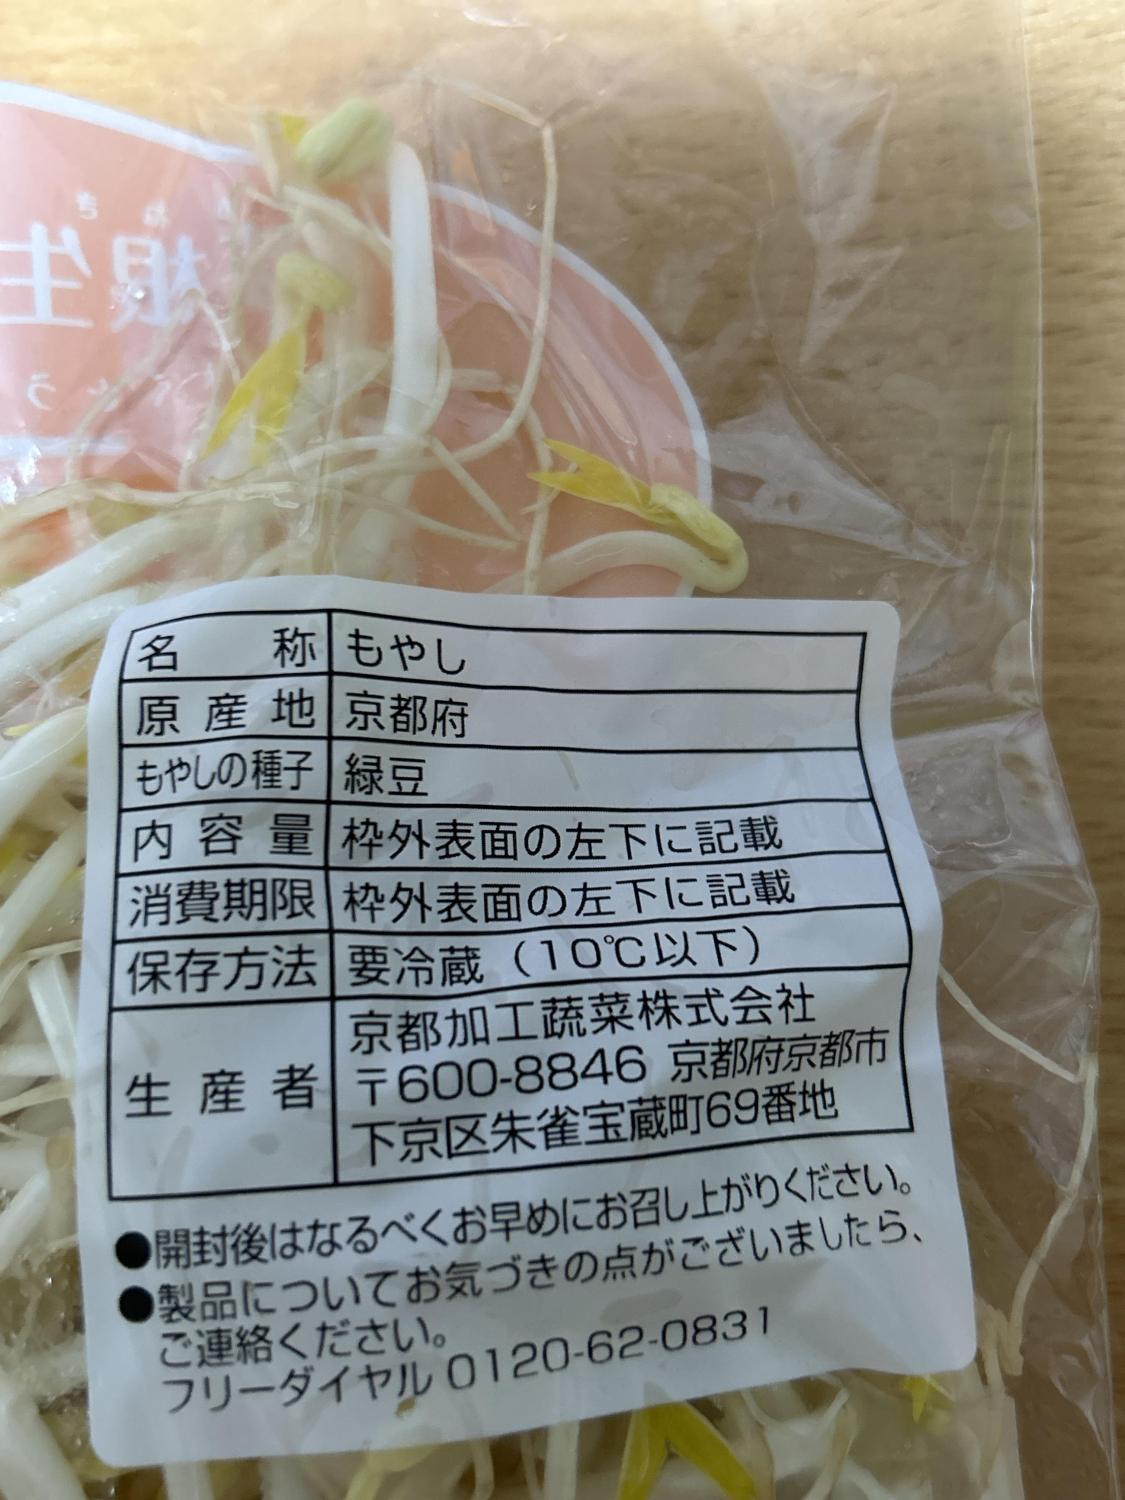 根生
名称 もやし
原産地 京都府
もやしの種子 緑豆
内容量 枠外表面の左下に記載
消費期限 枠外表面の左下に記載
保存方法 要冷蔵(10℃以下)
生産者 京都加工蔬菜株式会社
〒600-8846 京都府京都市
下京区朱雀宝蔵町69番地
●開封後はなるべくお早めにお召し上がりください。
●製品についてお気づきの点がございましたら、
ご連絡ください。
フリーダイヤル 0120-62-0831